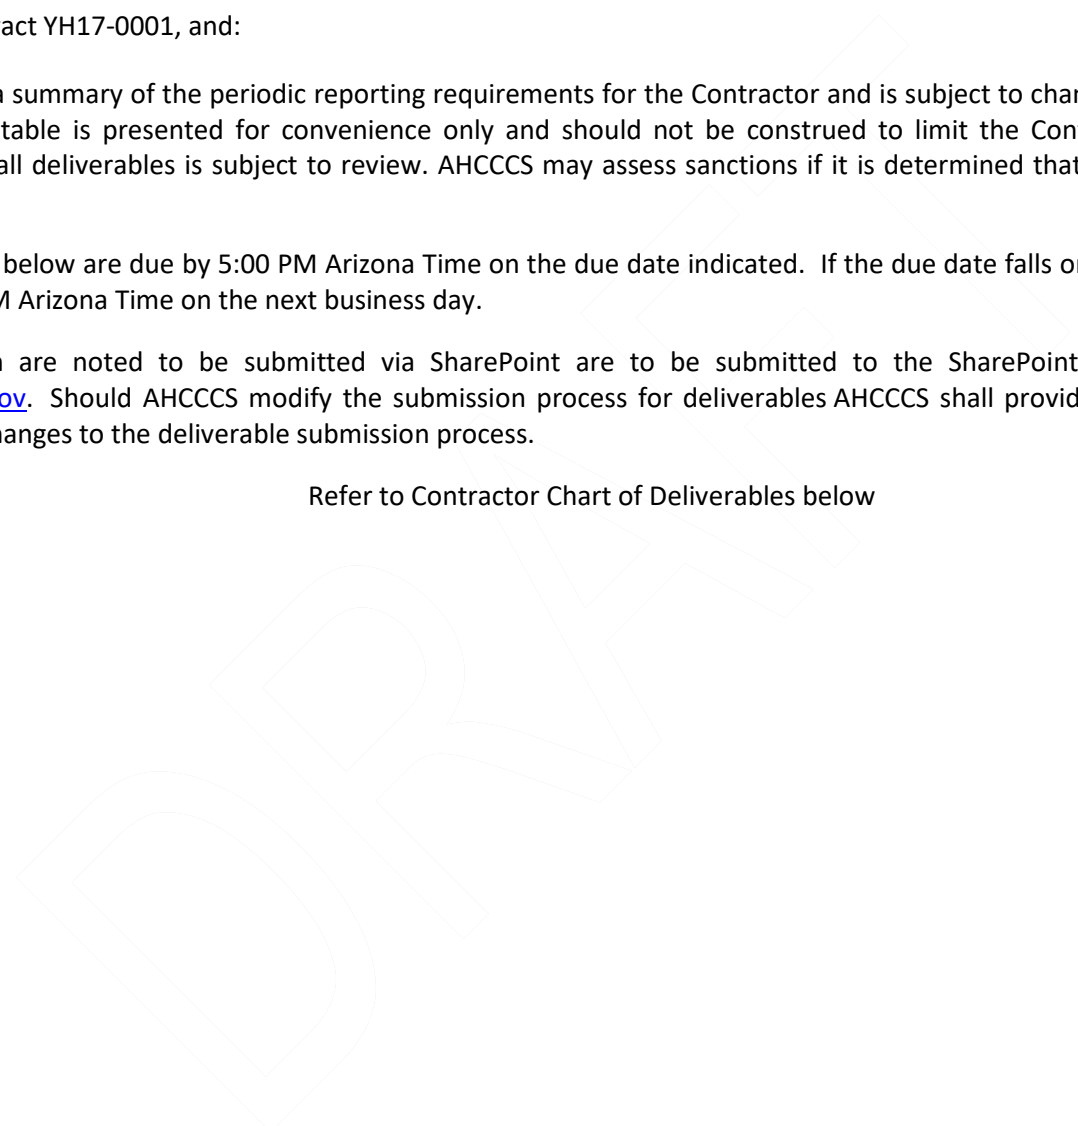 act YH17-0001, and:
a summary of the periodic reporting requirements for the Contractor and is subject to char
table is presented for convenience only and should not be construed to limit the Con
all deliverables is subject to review. AHCCCS may assess sanctions if it is determined that
below are due by 5:00 PM Arizona Time on the due date indicated. If the due date falls or
M Arizona Time on the next business day.
are noted to be submitted via SharePoint are to be submitted to the SharePoint
ov. Should AHCCCS modify the submission process for deliverables AHCCCS shall provid
anges to the deliverable submission process.
Refer to Contractor Chart of Deliverables below
DRAFT